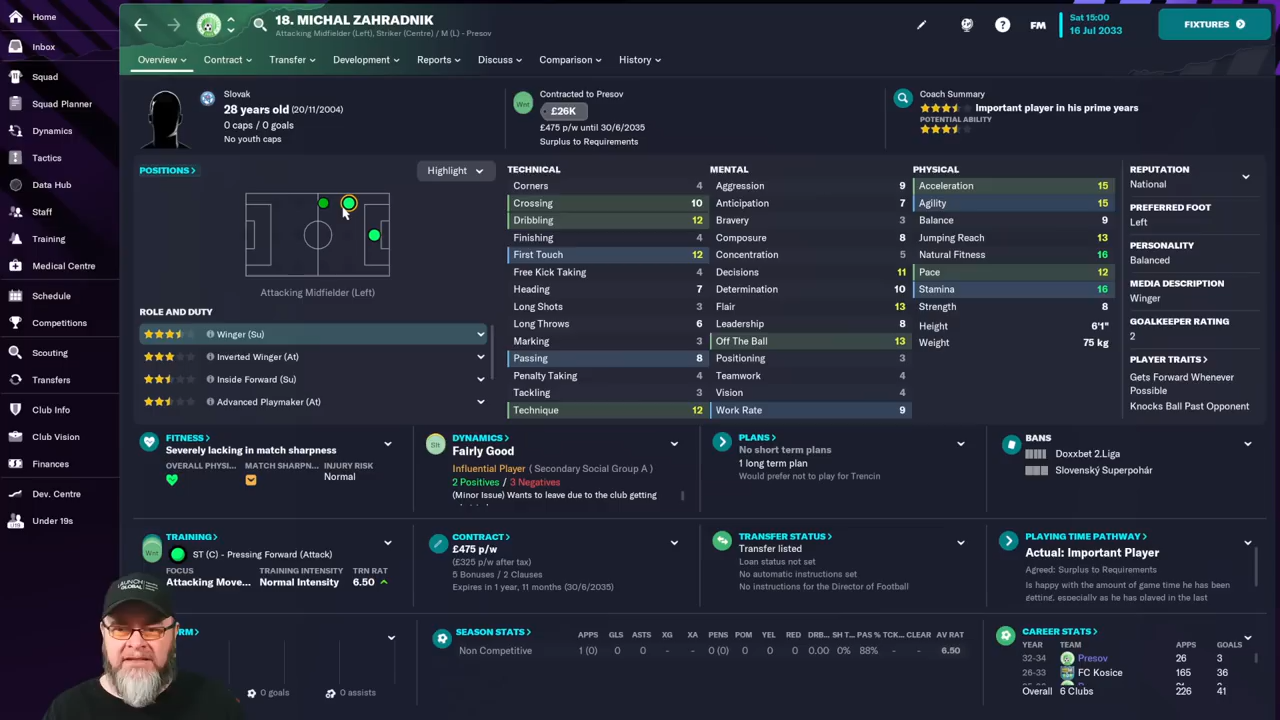 Home
Inbox
Squad
Squad Planner
Dynamics
Tactics
Data Hub
Staff
Training
Medical Centre
Schedule
Competitions
Scouting
Transfers
Club Info
Club Vision
Finances
Dev. Centre
Under 19s
18. MICHAL ZAHRADNIK
Attacking Midfielder (Left), Striker (Centre) / M (L) - Presov
FM
Sat 15:00
16 Jul 2033
FIXTURES
Overview
Contract
Transfer
Development
Reports
Discuss
Comparison
History
Slovak
28 years old (20/11/2004)
0 caps / 0 goals
No youth caps
Wnt
Contracted to Presov
£26K
£475 p/w until 30/6/2035
Surplus to Requirements
Coach Summary
Important player in his prime years
POTENTIAL ABILITY
POSITIONS
Highlight
Attacking Midfielder (Left)
ROLE AND DUTY
Winger (Su)
Inverted Winger (At)
Inside Forward (Su)
Advanced Playmaker (At)
TECHNICAL
Corners 4
Crossing 10
Dribbling 12
Finishing 4
First Touch 12
Free Kick Taking 4
Heading 7
Long Shots 3
Long Throws 6
Marking 3
Passing 8
Penalty Taking 4
Tackling 3
Technique 12
MENTAL
Aggression 9
Anticipation 7
Bravery 3
Composure 8
Concentration 5
Decisions 11
Determination 10
Flair 13
Leadership 8
Off The Ball 13
Positioning 3
Teamwork 4
Vision 4
Work Rate 9
PHYSICAL
Acceleration 15
Agility 15
Balance 9
Jumping Reach 13
Natural Fitness 16
Pace 12
Stamina 16
Strength 8
Height 6'1"
Weight 75 kg
REPUTATION
National
PREFERRED FOOT
Left
PERSONALITY
Balanced
MEDIA DESCRIPTION
Winger
GOALKEEPER RATING
2
PLAYER TRAITS
Gets Forward Whenever
Possible
Knocks Ball Past Opponent
FITNESS
Severely lacking in match sharpness
OVERALL PHYSI... MATCH SHARPN... INJURY RISK
Normal
Slt
DYNAMICS
Fairly Good
Influential Player ( Secondary Social Group A )
2 Positives / 3 Negatives
(Minor Issue) Wants to leave due to the club getting
PLANS
No short term plans
1 long term plan
Would prefer not to play for Trencin
BANS
Doxxbet 2.Liga
Slovenský Superpohár
TRAINING
Wnt
ST (C) - Pressing Forward (Attack)
FOCUS TRAINING INTENSITY TRN RAT
Attacking Move... Normal Intensity 6.50
CONTRACT
£475 p/w
(£325 p/w after tax)
5 Bonuses / 2 Clauses
Expires in 1 year, 11 months (30/6/2035)
TRANSFER STATUS
Transfer listed
Loan status not set
No automatic instructions set
No instructions for the Director of Football
PLAYING TIME PATHWAY
Actual: Important Player
Agreed: Surplus to Requirements
Is happy with the amount of game time he has been
getting, especially as he has played in the last
0 goals
0 assists
SEASON STATS
APPS GLS ASTS XG XA PENS POM YEL RED DRB... SH T... PAS % TCK... CLEAR AV RAT
Non Competitive 1 (0) 0 0 - - 0 (0) 0 0 0 0.00 0% 88% - - 6.50
CAREER STATS
YEAR TEAM APPS GOALS
32-34 Presov 26 3
26-33 FC Kosice 165 36
Overall 6 Clubs 226 41
LAUNCH
GLOBAL